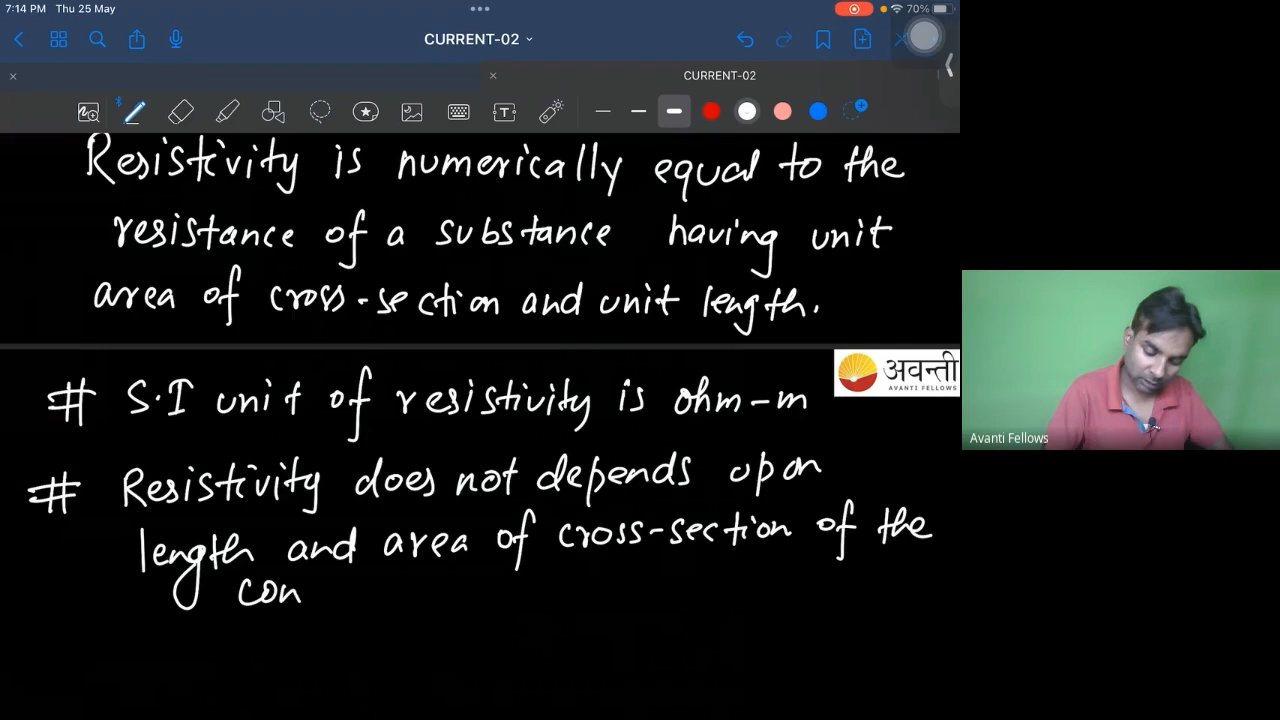 7:14 PM Thu 25 May
70%
CURRENT-02
CURRENT-02
Resistivity is numerically equal to the
resistance of a substance having unit
area of cross-section and unit length.
अवन्ती
AVANTI FELLOWS
# S.I unit of resistivity is ohm-m
# Resistivity does not depends upon
length and area of cross-section of the
con
Avanti Fellows